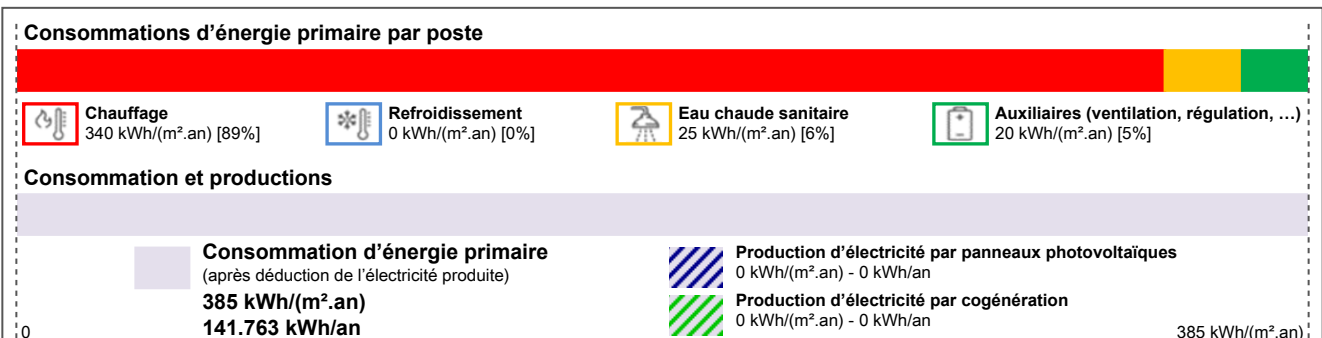 Consommations d’énergie primaire par poste
Chauffage
340 kWh/(m².an) [89%]
Refroidissement
0 kWh/(m².an) [0%]
Eau chaude sanitaire
25 kWh/(m².an) [6%]
Auxiliaires (ventilation, régulation, …)
20 kWh/(m².an) [5%]
Consommation et productions
Consommation d’énergie primaire
(après déduction de l’électricité produite)
385 kWh/(m².an)
141.763 kWh/an
Production d’électricité par panneaux photovoltaïques
0 kWh/(m².an) - 0 kWh/an
Production d’électricité par cogénération
0 kWh/(m².an) - 0 kWh/an
0
385 kWh/(m².an)